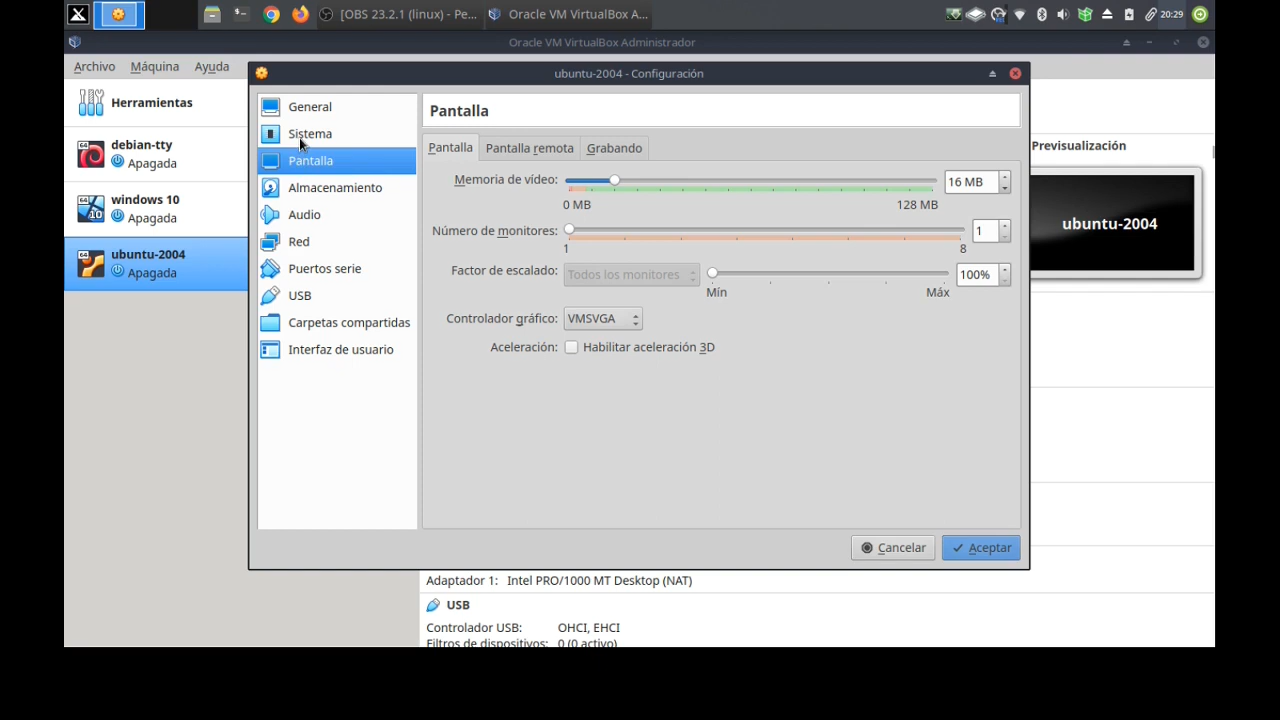 [OBS 23.2.1 (linux) - Pe...
Oracle VM VirtualBox A...
20:29
Oracle VM VirtualBox Administrador
Archivo
Máquina
Ayuda
Herramientas
64
debian-tty
Apagada
64
10
windows 10
Apagada
64
ubuntu-2004
Apagada
ubuntu-2004 - Configuración
General
Sistema
Pantalla
Almacenamiento
Audio
Red
Puertos serie
USB
Carpetas compartidas
Interfaz de usuario
Pantalla
Pantalla
Pantalla remota
Grabando
Memoria de vídeo:
16 MB
0 MB
128 MB
Número de monitores:
1
1
8
Factor de escalado:
Todos los monitores
100%
Mín
Máx
Controlador gráfico:
VMSVGA
Aceleración:
Habilitar aceleración 3D
Cancelar
Aceptar
Previsualización
ubuntu-2004
Adaptador 1: Intel PRO/1000 MT Desktop (NAT)
USB
Controlador USB: OHCI, EHCI
Filtros de dispositivos: 0 (0 activo)